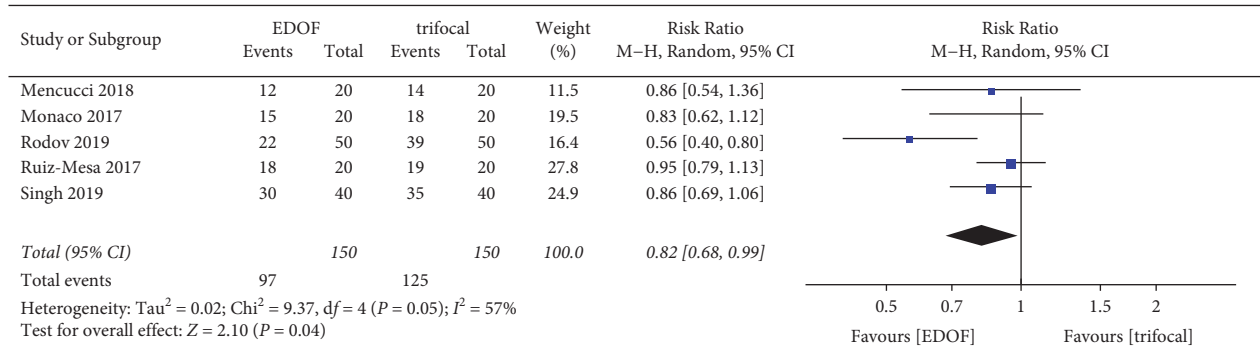 Study or Subgroup EDOF trifocal Weight Risk Ratio Risk Ratio
Events Total Events Total (%) M−H, Random, 95% CI M−H, Random, 95% CI
Mencucci 2018 12 20 14 20 11.5 0.86 [0.54, 1.36]
Monaco 2017 15 20 18 20 19.5 0.83 [0.62, 1.12]
Rodov 2019 22 50 39 50 16.4 0.56 [0.40, 0.80]
Ruiz-Mesa 2017 18 20 19 20 27.8 0.95 [0.79, 1.13]
Singh 2019 30 40 35 40 24.9 0.86 [0.69, 1.06]
Total (95% CI) 150 150 100.0 0.82 [0.68, 0.99]
Total events 97 125
Heterogeneity: Tau² = 0.02; Chi² = 9.37, df = 4 (P = 0.05); I² = 57%
Test for overall effect: Z = 2.10 (P = 0.04)
0.5 0.7 1 1.5 2
Favours [EDOF] Favours [trifocal]